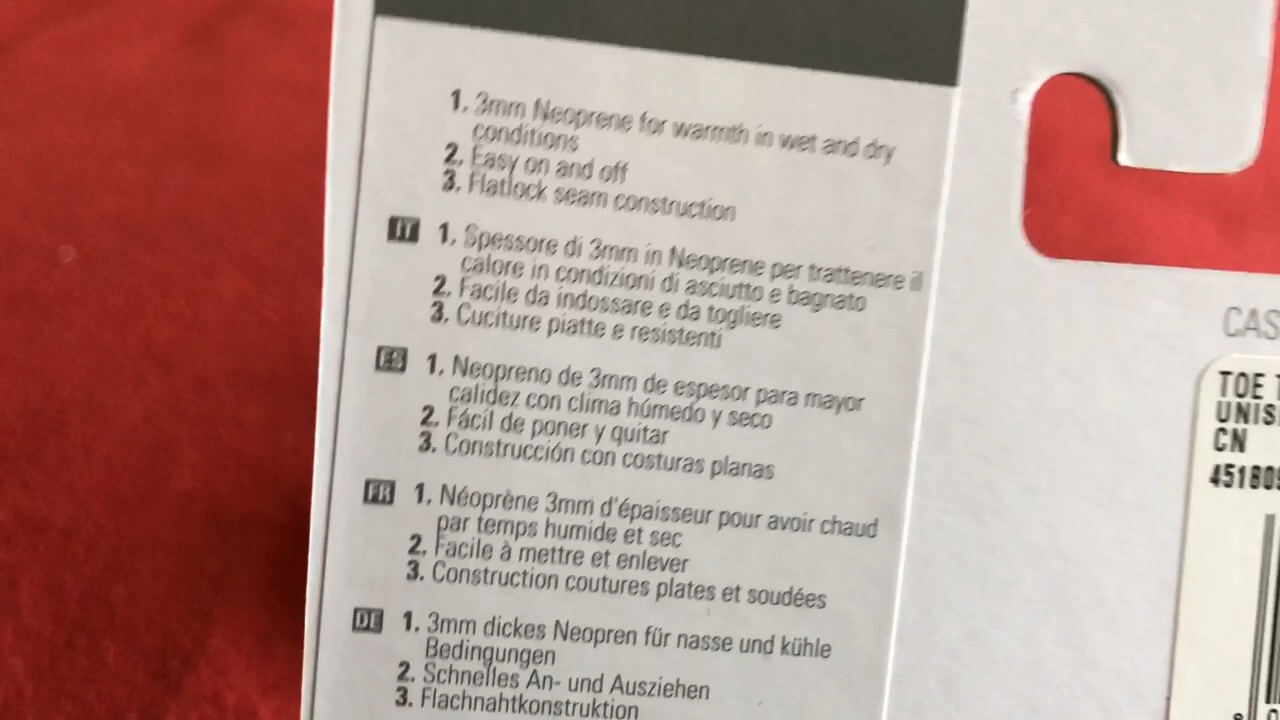 1. 3mm Neoprene for warmth in wet and dry
conditions
2. Easy on and off
3. Flatlock seam construction
IT 1. Spessore di 3mm in Neoprene per trattenere il
calore in condizioni di asciutto e bagnato
2. Facile da indossare e da togliere
3. Cuciture piatte e resistenti
ES 1. Neopreno de 3mm de espesor para mayor
calidez con clima húmedo y seco
2. Fácil de poner y quitar
3. Construcción con costuras planas
FR 1. Néoprène 3mm d'épaisseur pour avoir chaud
par temps humide et sec
2. Facile à mettre et enlever
3. Construction coutures plates et soudées
DE 1. 3mm dickes Neopren für nasse und kühle
Bedingungen
2. Schnelles An- und Ausziehen
3. Flachnahtkonstruktion
CAS
TOE
UNIS
CN
451809